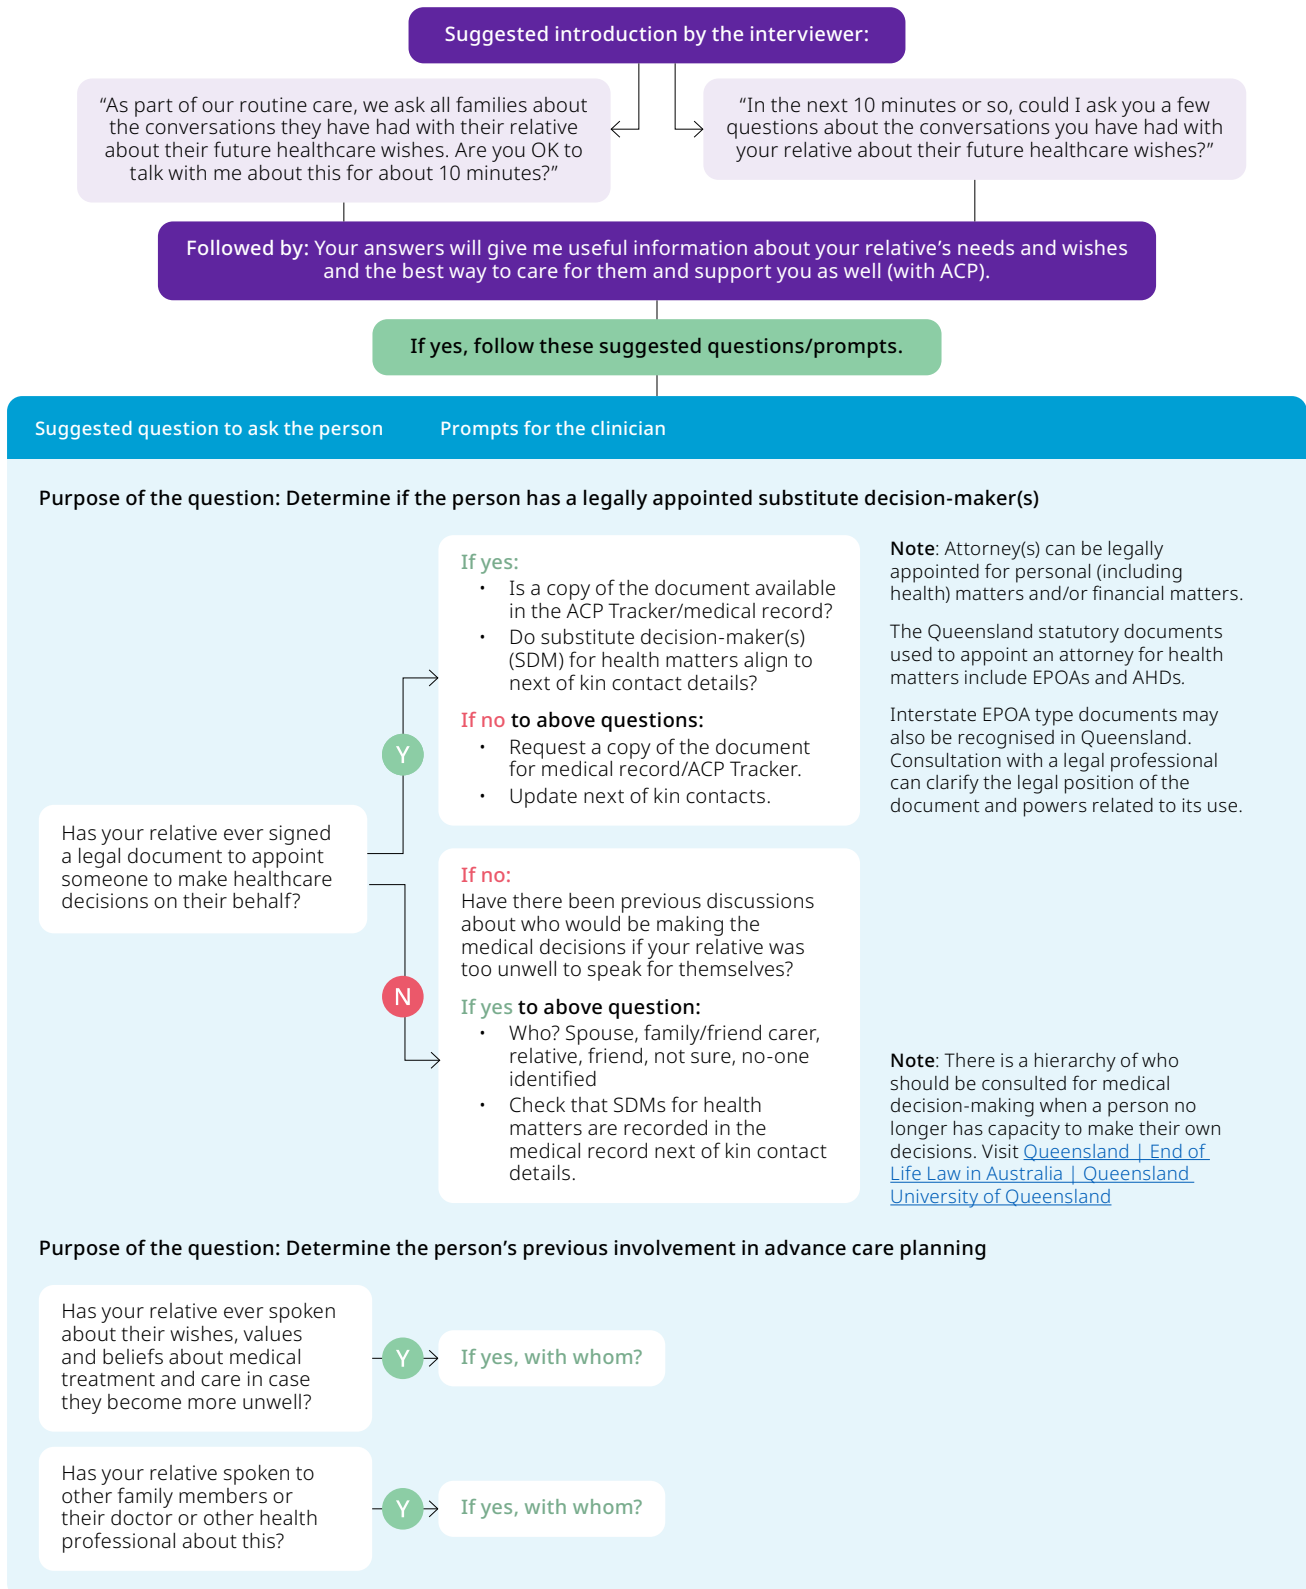 Suggested introduction by the interviewer:
“As part of our routine care, we ask all families about
the conversations they have had with their relative
about their future healthcare wishes. Are you OK to
talk with me about this for about 10 minutes?”
“In the next 10 minutes or so, could I ask you a few
questions about the conversations you have had with
your relative about their future healthcare wishes?”
Followed by: Your answers will give me useful information about your relative’s needs and wishes
and the best way to care for them and support you as well (with ACP).
If yes, follow these suggested questions/prompts.
Suggested question to ask the person
Prompts for the clinician
Purpose of the question: Determine if the person has a legally appointed substitute decision-maker(s)
Has your relative ever signed
a legal document to appoint
someone to make healthcare
decisions on their behalf?
Y
If yes:
• Is a copy of the document available
in the ACP Tracker/medical record?
• Do substitute decision-maker(s)
(SDM) for health matters align to
next of kin contact details?
If no to above questions:
• Request a copy of the document
for medical record/ACP Tracker.
• Update next of kin contacts.
Note: Attorney(s) can be legally
appointed for personal (including
health) matters and/or financial matters.
The Queensland statutory documents
used to appoint an attorney for health
matters include EPOAs and AHDs.
Interstate EPOA type documents may
also be recognised in Queensland.
Consultation with a legal professional
can clarify the legal position of the
document and powers related to its use.
N
If no:
Have there been previous discussions
about who would be making the
medical decisions if your relative was
too unwell to speak for themselves?
If yes to above question:
• Who? Spouse, family/friend carer,
relative, friend, not sure, no-one
identified
• Check that SDMs for health
matters are recorded in the
medical record next of kin contact
details.
Note: There is a hierarchy of who
should be consulted for medical
decision-making when a person no
longer has capacity to make their own
decisions. Visit Queensland | End of
Life Law in Australia | Queensland
University of Queensland
Purpose of the question: Determine the person’s previous involvement in advance care planning
Has your relative ever spoken
about their wishes, values
and beliefs about medical
treatment and care in case
they become more unwell?
Y
If yes, with whom?
Has your relative spoken to
other family members or
their doctor or other health
professional about this?
Y
If yes, with whom?